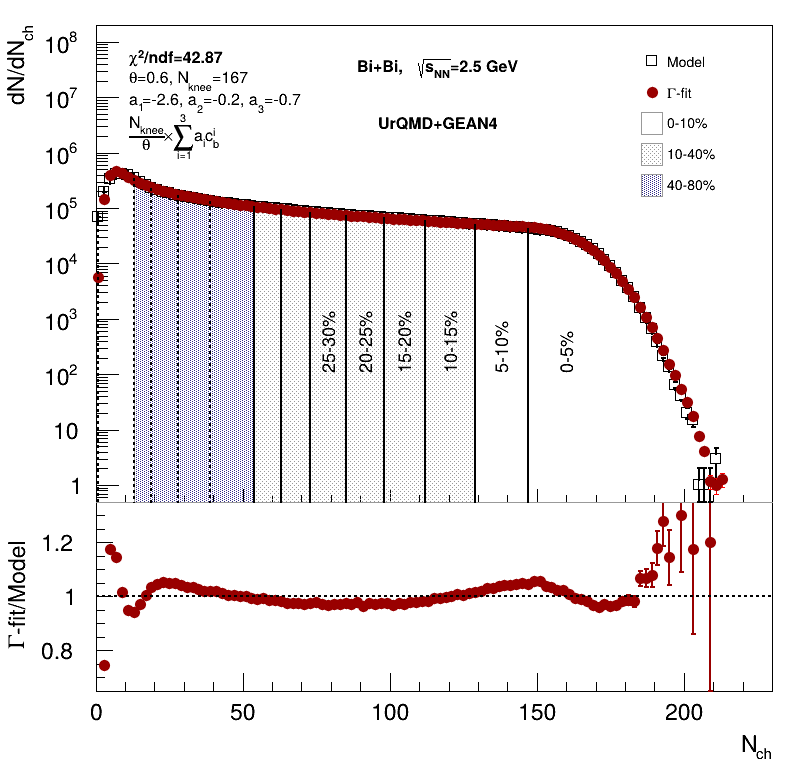 dN/dN_ch
10^8
10^7
10^6
10^5
10^4
10^3
10^2
10
1
χ²/ndf=42.87
θ=0.6, N_knee=167
a_1=-2.6, a_2=-0.2, a_3=-0.7
N_knee/θ × ∑_{i=1}^{3} a_i c_b^i
Bi+Bi, √s_NN=2.5 GeV
UrQMD+GEAN4
Model
Γ-fit
0-10%
10-40%
40-80%
25-30%
20-25%
15-20%
10-15%
5-10%
0-5%
Γ-fit/Model
1.2
1
0.8
0
50
100
150
200
N_ch